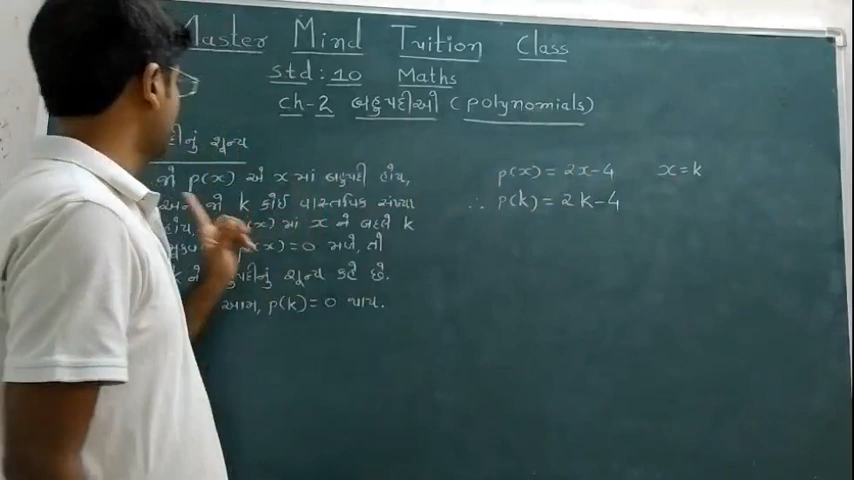 Master Mind Tuition Class
Std : 10 Maths
Ch-2 બહુપદીઓ (polynomials)
શૂન્ય
જો p(x) એ x માં બહુપદી હોય,
અને જો k કોઈ વાસ્તવિક સંખ્યા
હોય, p(x) માં x ને બદલે k
p(x)=0 મળે, તો
k ને બહુપદીનું શૂન્ય કહે છે.
આમ, p(k)=0 થાય.
p(x)= 2x-4 x=k
∴ p(k)= 2k-4